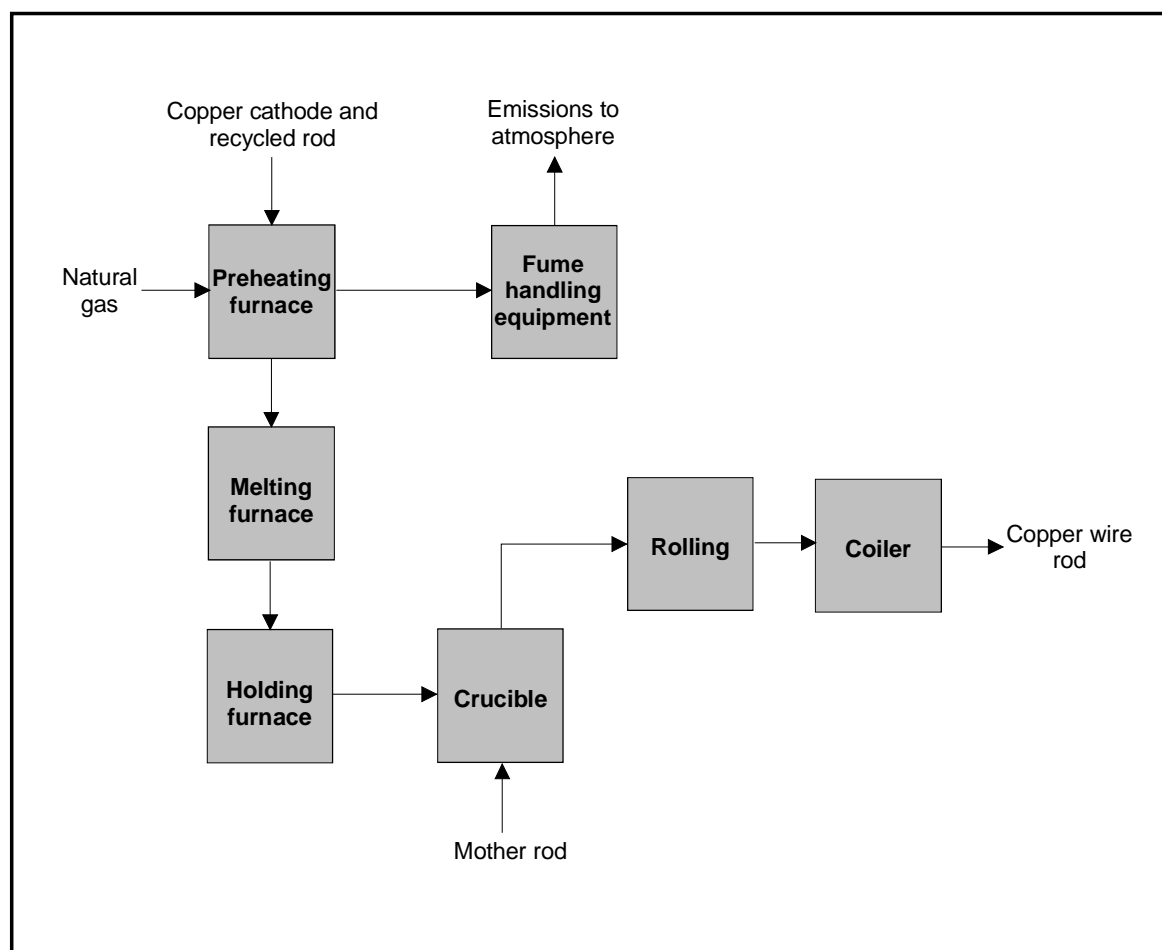 Copper cathode and
recycled rod
Emissions to
atmosphere
Natural
gas
Preheating
furnace
Fume
handling
equipment
Melting
furnace
Rolling
Coiler
Copper wire
rod
Holding
furnace
Crucible
Mother rod